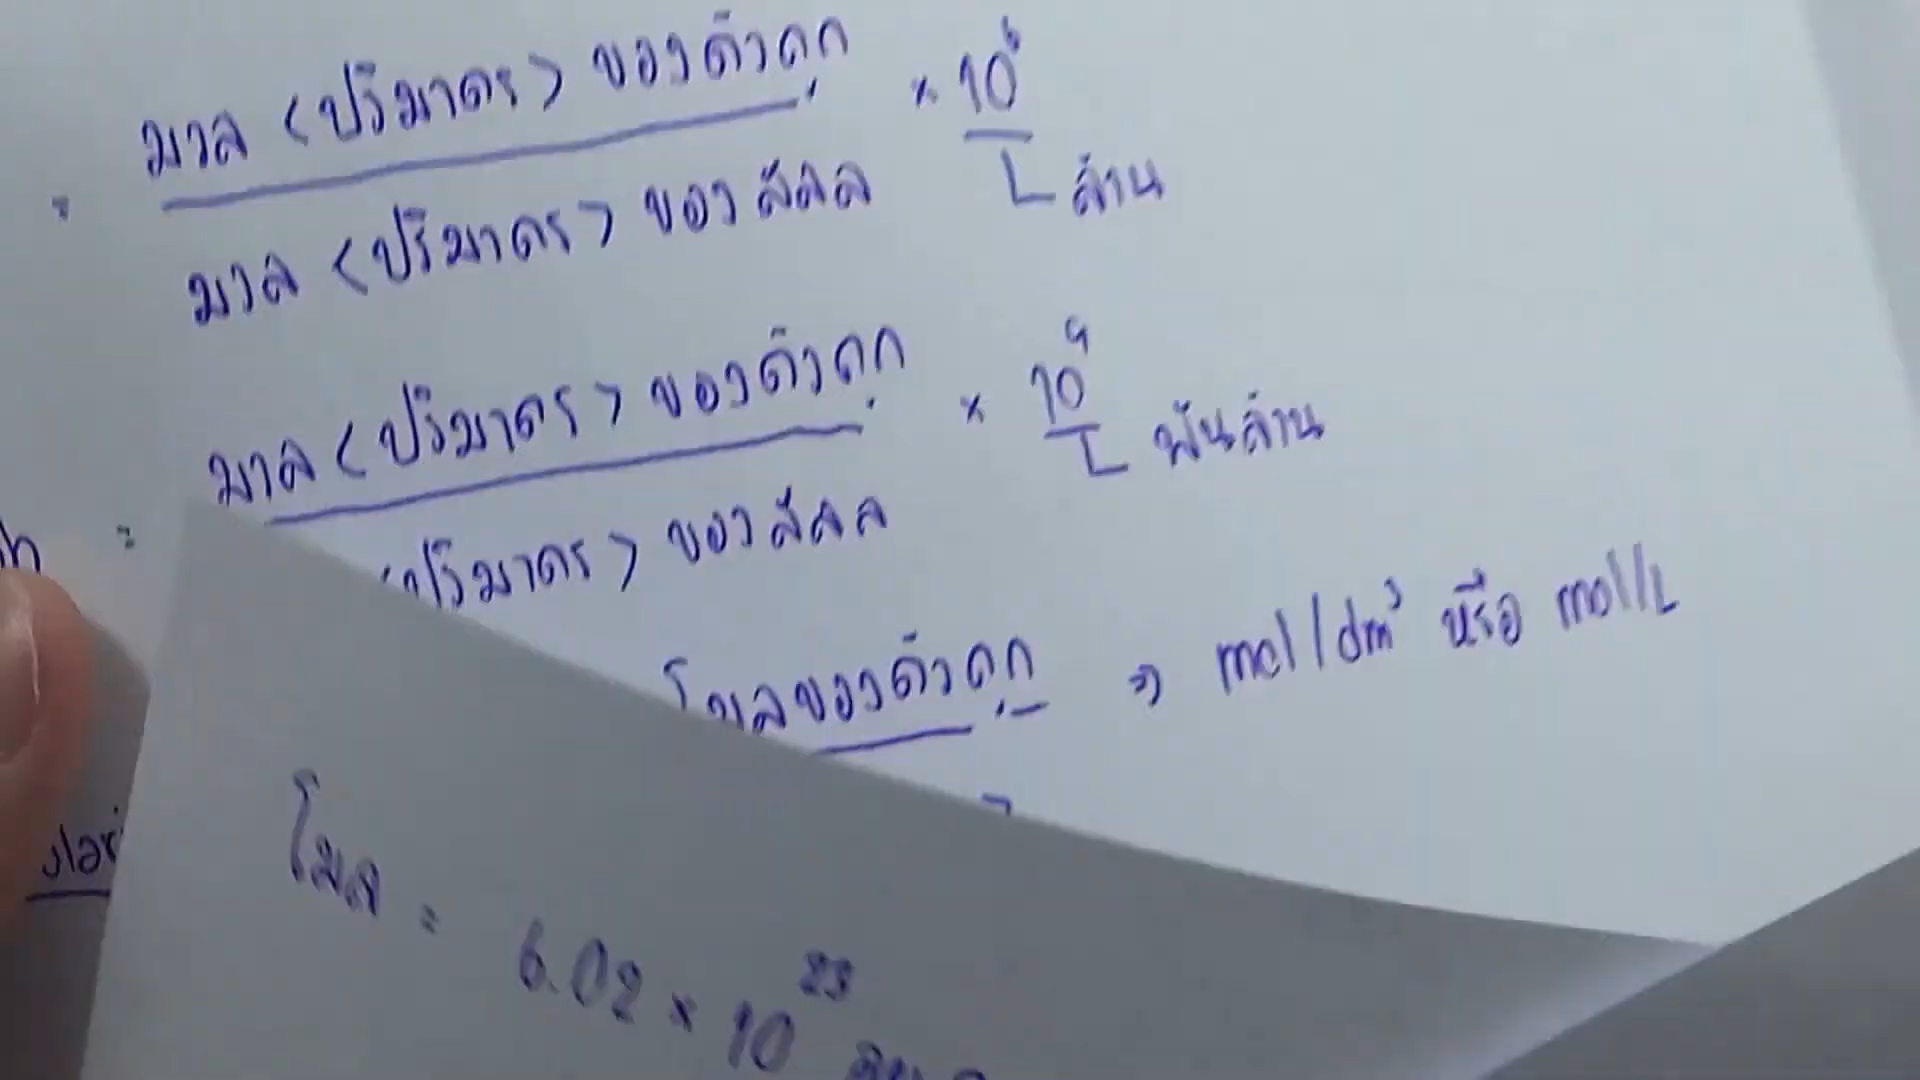 = มวล <ปริมาตร> ของตัวถูก × 10⁶
มวล <ปริมาตร> ของ สลล ล้าน
= มวล <ปริมาตร> ของตัวถูก × 10⁹
<ปริมาตร> ของ สลล พันล้าน
โมลของตัวถูก ⇒ mol/dm³ หรือ mol/L
โมล = 6.02 × 10²³